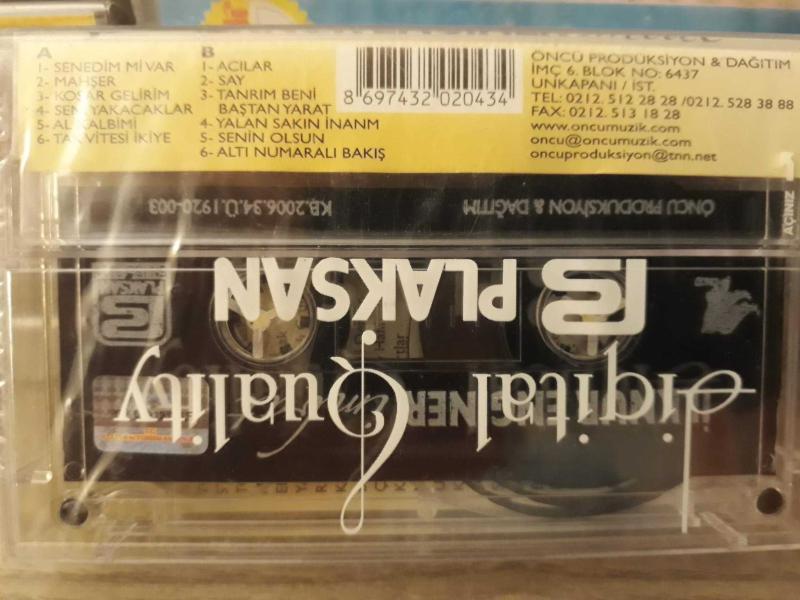 A
1- SENEDİM Mİ VAR
2- MAHŞER
3- KOŞAR GELİRİM
4- SENİ YAKACAKLAR
5- AL KALBİMİ
6- TAKVİTESİ İKİYE
B
1- ACILAR
2- SAY
3- TANRIM BENİ
BAŞTAN YARAT
4- YALAN SAKIN İNANM
5- SENİN OLSUN
6- ALTI NUMARALI BAKIŞ
8 697432 020434
ÖNCÜ PRODÜKSİYON & DAĞITIM
İMÇ 6. BLOK NO: 6437
UNKAPANI / İST.
TEL: 0212. 512 28 28 /0212. 528 38 88
FAX: 0212. 513 18 28
www.oncumuzik.com
oncu@oncumuzik.com
oncuproduksiyon@tnn.net
AÇINIZ
ÖNCÜ PRODÜKSİYON & DAĞITIM
KB.2006.34.Ü.1920-003
PLAKSAN
Digital Quality
ENGİNER